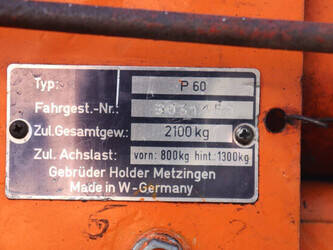 Typ: P 60
Fahrgest.-Nr.:
Zul.Gesamtgew.: 2100 kg
Zul. Achslast: vorn: 800kg hint.:1300kg
Gebrüder Holder Metzingen
Made in W-Germany